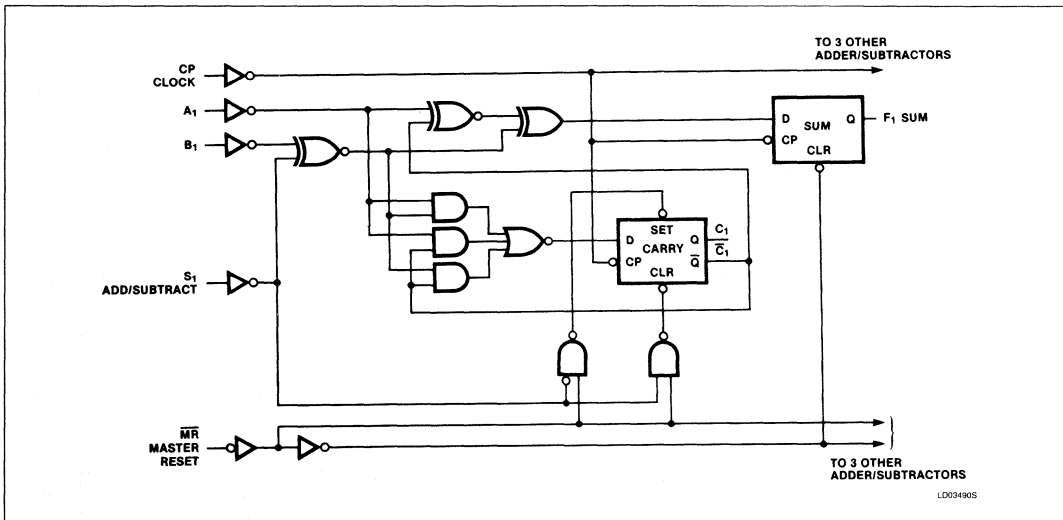 TO 3 OTHER
ADDER/SUBTRACTORS
CP
CLOCK
A₁
B₁
D SUM Q
CP
CLR
F₁ SUM
SET
D CARRY Q
CP
CLR Q̅
C₁
C̅₁
S₁
ADD/SUBTRACT
M̅R̅
MASTER
RESET
TO 3 OTHER
ADDER/SUBTRACTORS
LD03490S